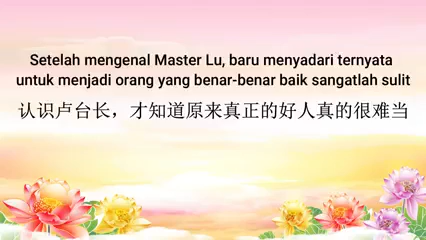 Setelah mengenal Master Lu, baru menyadari ternyata
untuk menjadi orang yang benar-benar baik sangatlah sulit
认识卢台长，才知道原来真正的好人真的很难当